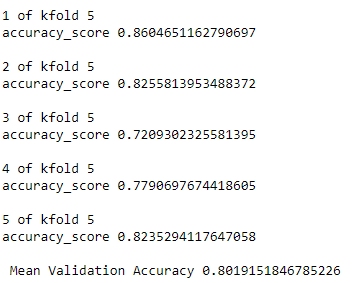 1 of kfold 5
accuracy_score 0.8604651162790697
2 of kfold 5
accuracy_score 0.8255813953488372
3 of kfold 5
accuracy_score 0.7209302325581395
4 of kfold 5
accuracy_score 0.7790697674418605
5 of kfold 5
accuracy_score 0.8235294117647058
Mean Validation Accuracy 0.8019151846785226